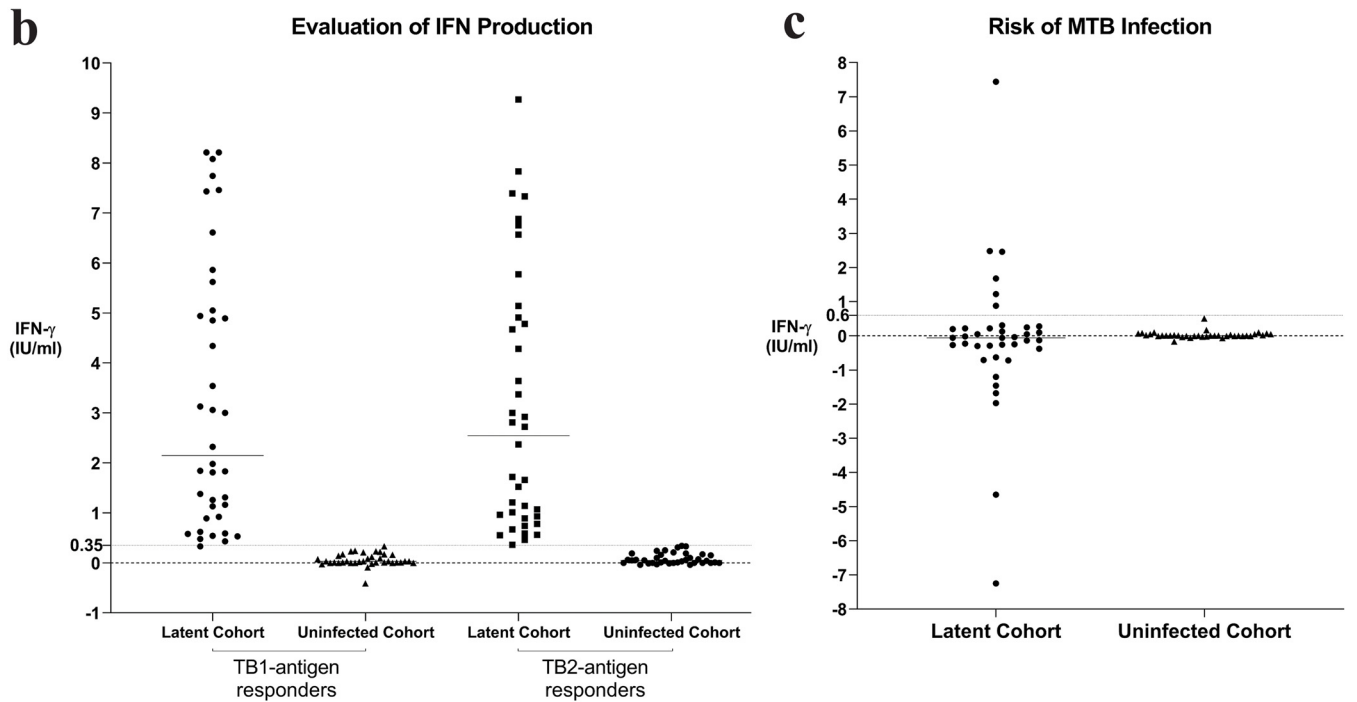 b
Evaluation of IFN Production
10
9
8
7
6
5
4
3
2
1
0.35
0
-1
IFN-γ
(IU/ml)
Latent Cohort
Uninfected Cohort
Latent Cohort
Uninfected Cohort
TB1-antigen
responders
TB2-antigen
responders
c
Risk of MTB Infection
8
7
6
5
4
3
2
1
0.6
0
-1
-2
-3
-4
-5
-6
-7
-8
IFN-γ
(IU/ml)
Latent Cohort
Uninfected Cohort